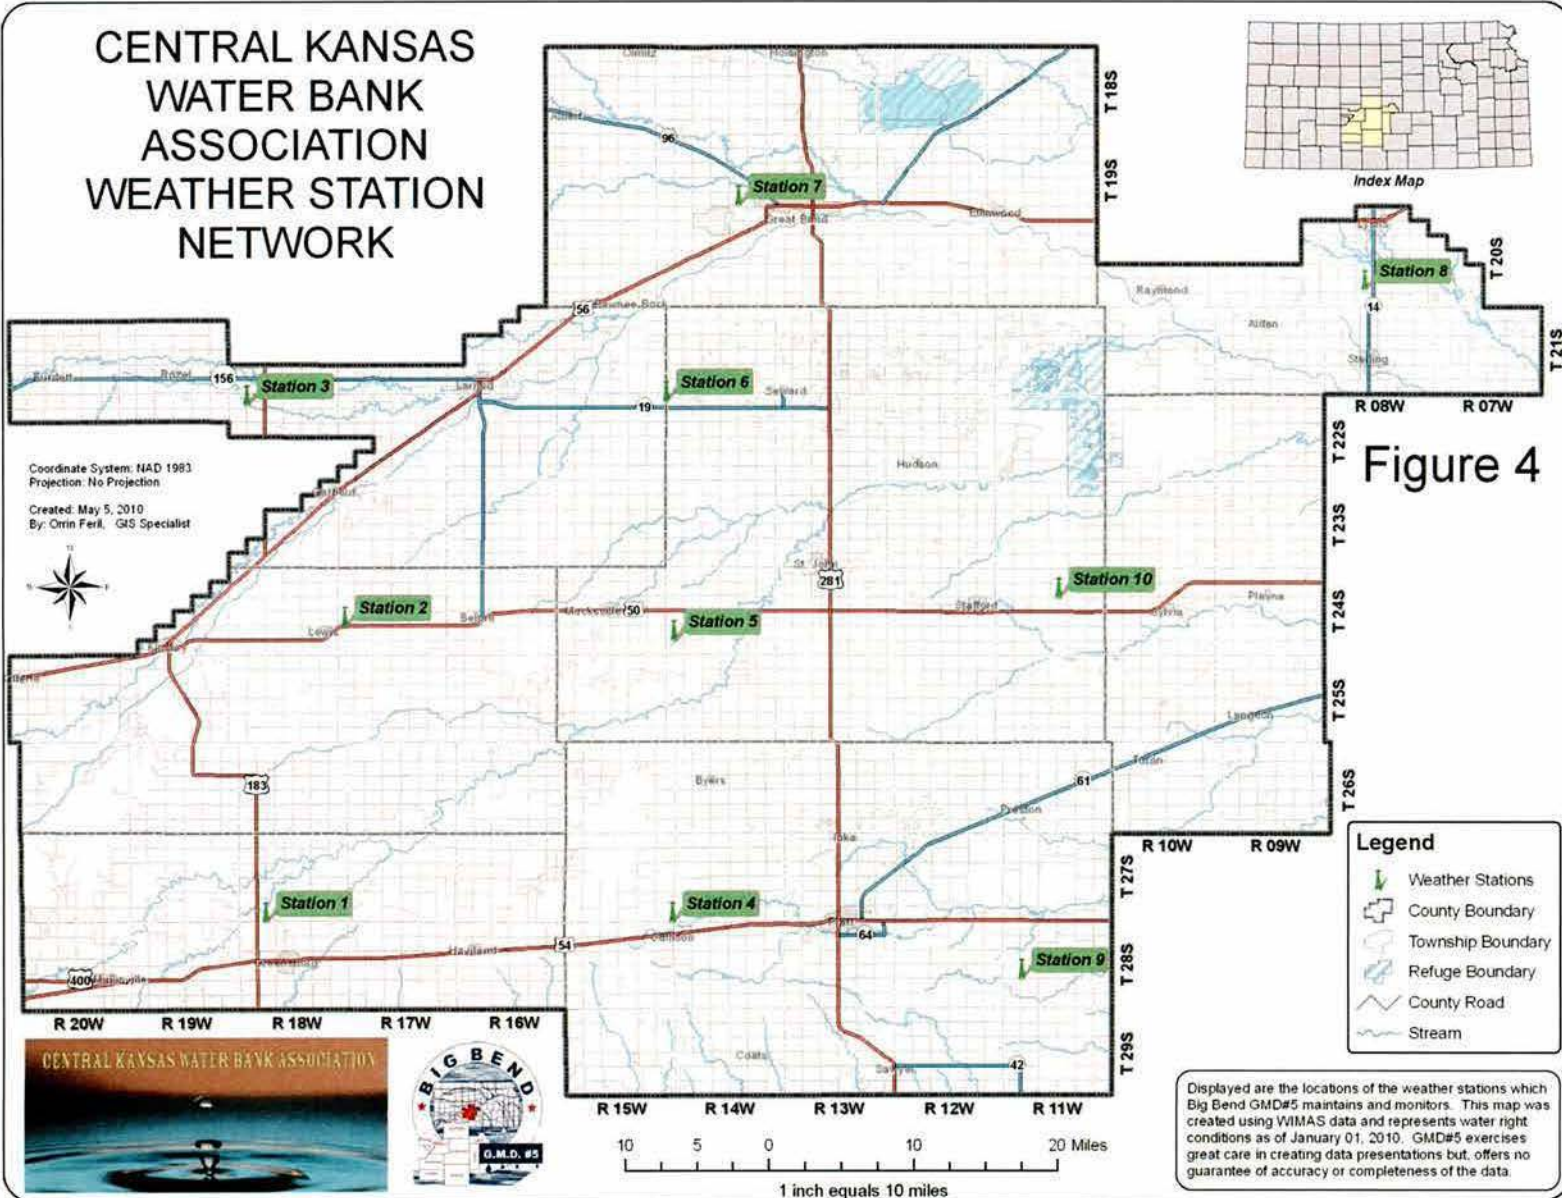 CENTRAL KANSAS
WATER BANK
ASSOCIATION
WEATHER STATION
NETWORK
Index Map
T 18S
T 19S
T 20S
T 21S
T 22S
T 23S
T 24S
T 25S
T 26S
T 27S
T 28S
T 29S
96
Station 7
Great Bend
Ellinwood
Hoisington
Albert
Pawnee Rock
56
Lyons
Station 8
14
Raymond
Alden
Sterling
R 08W R 07W
Burdett
Rozel
156
Station 3
Larned
Station 6
Seward
19
Hudson
Figure 4
Coordinate System: NAD 1983
Projection: No Projection
Created: May 5, 2010
By: Orrin Feril, GIS Specialist
Garfield
St. John
281
Station 10
Station 2
Lewis
Belpre
Macksville
50
Station 5
Stafford
Sylvia
Plevna
Kinsley
Langdon
Turon
61
Preston
183
Byers
Iuka
R 10W R 09W
Station 1
Station 4
Pratt
64
Station 9
Cullison
54
Haviland
Greensburg
400
Mullinville
R 20W R 19W R 18W R 17W R 16W
Coats
Sawyer
42
R 15W R 14W R 13W R 12W R 11W
Legend
Weather Stations
County Boundary
Township Boundary
Refuge Boundary
County Road
Stream
CENTRAL KANSAS WATER BANK ASSOCIATION
BIG BEND
G.M.D. #5
10 5 0 10 20 Miles
1 inch equals 10 miles
Displayed are the locations of the weather stations which
Big Bend GMD#5 maintains and monitors. This map was
created using WIMAS data and represents water right
conditions as of January 01, 2010. GMD#5 exercises
great care in creating data presentations but, offers no
guarantee of accuracy or completeness of the data.